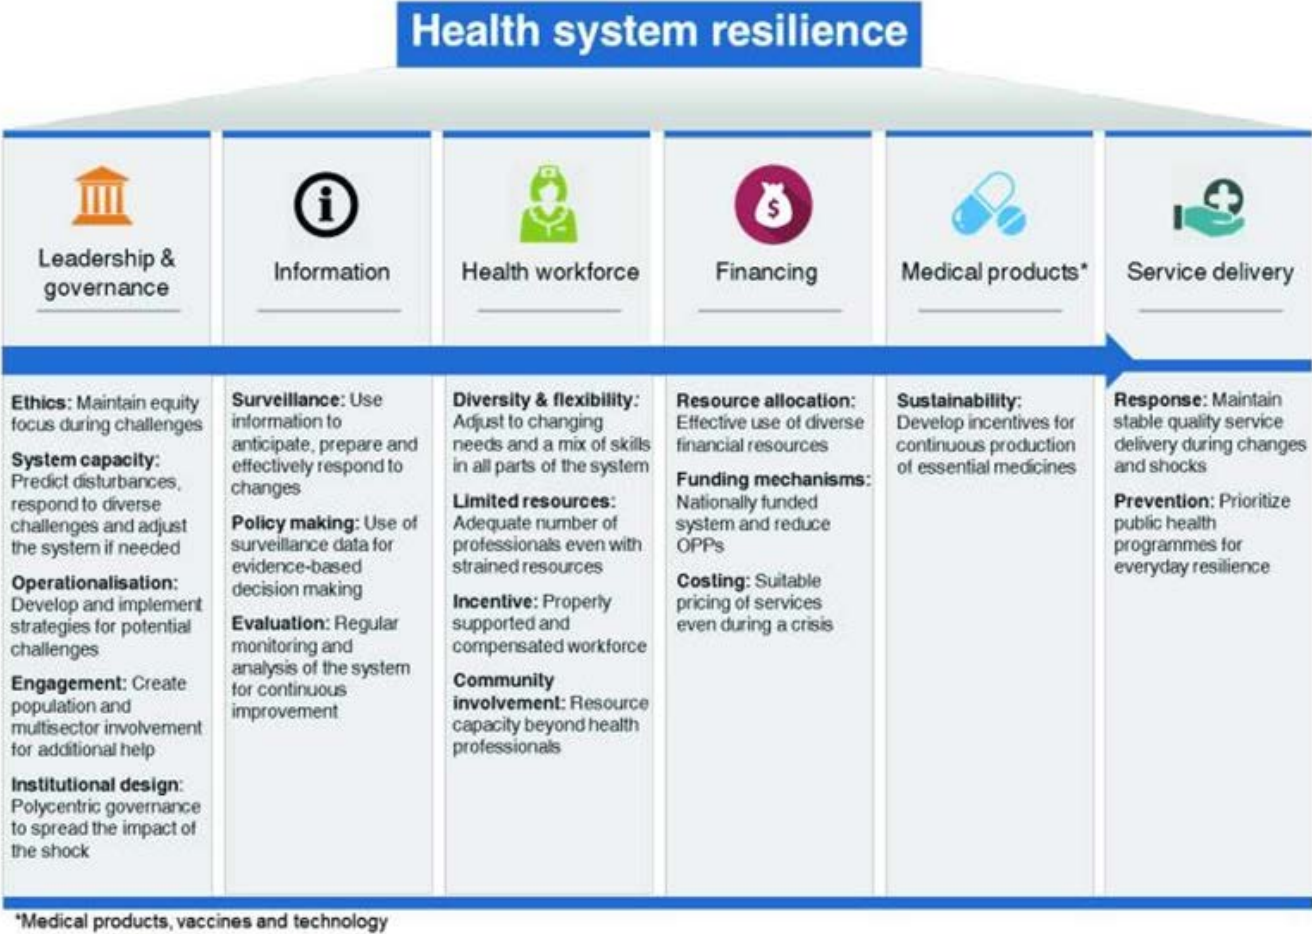 Health system resilience
Leadership &
governance
Information
Health workforce
Financing
Medical products*
Service delivery
Ethics: Maintain equity
focus during challenges
System capacity:
Predict disturbances,
respond to diverse
challenges and adjust
the system if needed
Operationalisation:
Develop and implement
strategies for potential
challenges
Engagement: Create
population and
multisector involvement
for additional help
Institutional design:
Polycentric governance
to spread the impact of
the shock
Surveillance: Use
information to
anticipate, prepare and
effectively respond to
changes
Policy making: Use of
surveillance data for
evidence-based
decision making
Evaluation: Regular
monitoring and
analysis of the system
for continuous
improvement
Diversity & flexibility:
Adjust to changing
needs and a mix of skills
in all parts of the system
Limited resources:
Adequate number of
professionals even with
strained resources
Incentive: Properly
supported and
compensated workforce
Community
involvement: Resource
capacity beyond health
professionals
Resource allocation:
Effective use of diverse
financial resources
Funding mechanisms:
Nationally funded
system and reduce
OPPs
Costing: Suitable
pricing of services
even during a crisis
Sustainability:
Develop incentives for
continuous production
of essential medicines
Response: Maintain
stable quality service
delivery during changes
and shocks
Prevention: Prioritize
public health
programmes for
everyday resilience
*Medical products, vaccines and technology